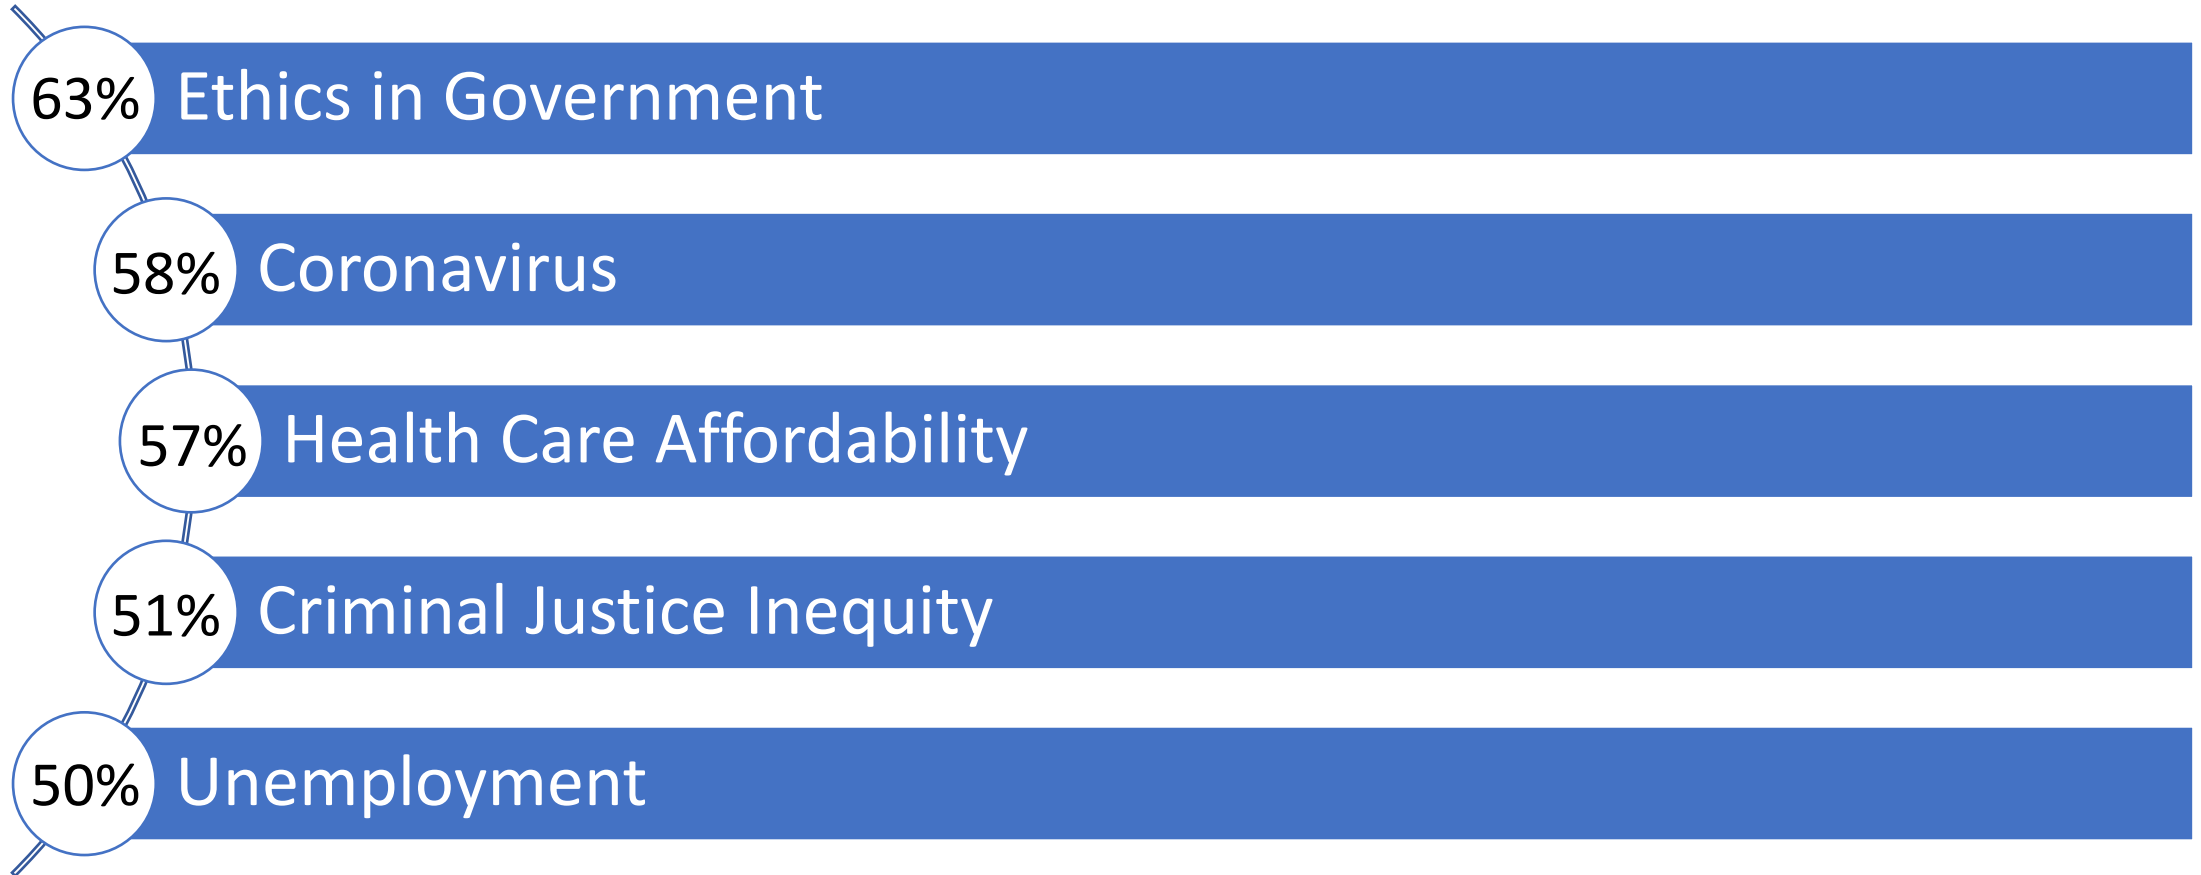 63% Ethics in Government
58% Coronavirus
57% Health Care Affordability
51% Criminal Justice Inequity
50% Unemployment